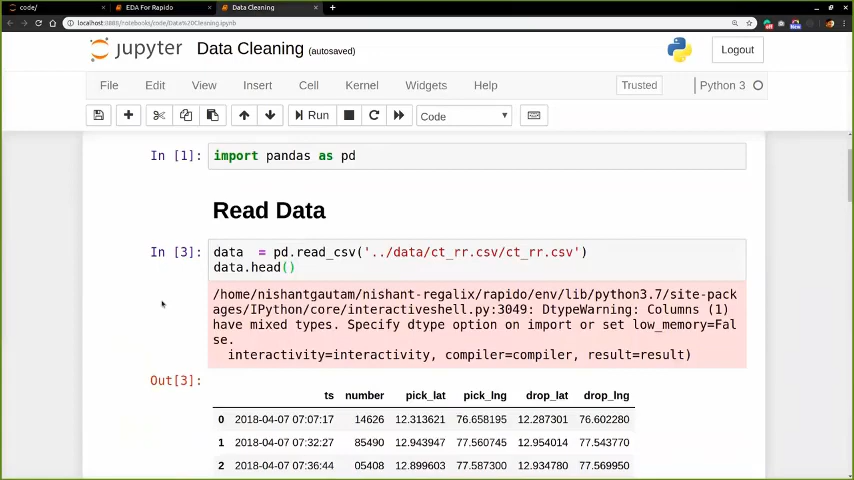 code/
EDA For Rapido
Data Cleaning
localhost:8888/notebooks/code/Data%20Cleaning.ipynb
jupyter Data Cleaning (autosaved)
Logout
File Edit View Insert Cell Kernel Widgets Help
Trusted
Python 3
Run
Code
In [1]: import pandas as pd
Read Data
In [3]: data  = pd.read_csv('../data/ct_rr.csv/ct_rr.csv')
data.head()
/home/nishantgautam/nishant-regalix/rapido/env/lib/python3.7/site-pack
ages/IPython/core/interactiveshell.py:3049: DtypeWarning: Columns (1)
have mixed types. Specify dtype option on import or set low_memory=Fal
se.
interactivity=interactivity, compiler=compiler, result=result)
Out[3]:
ts number pick_lat pick_lng drop_lat drop_lng
0 2018-04-07 07:07:17 14626 12.313621 76.658195 12.287301 76.602280
1 2018-04-07 07:32:27 85490 12.943947 77.560745 12.954014 77.543770
2 2018-04-07 07:36:44 05408 12.899603 77.587300 12.934780 77.569950